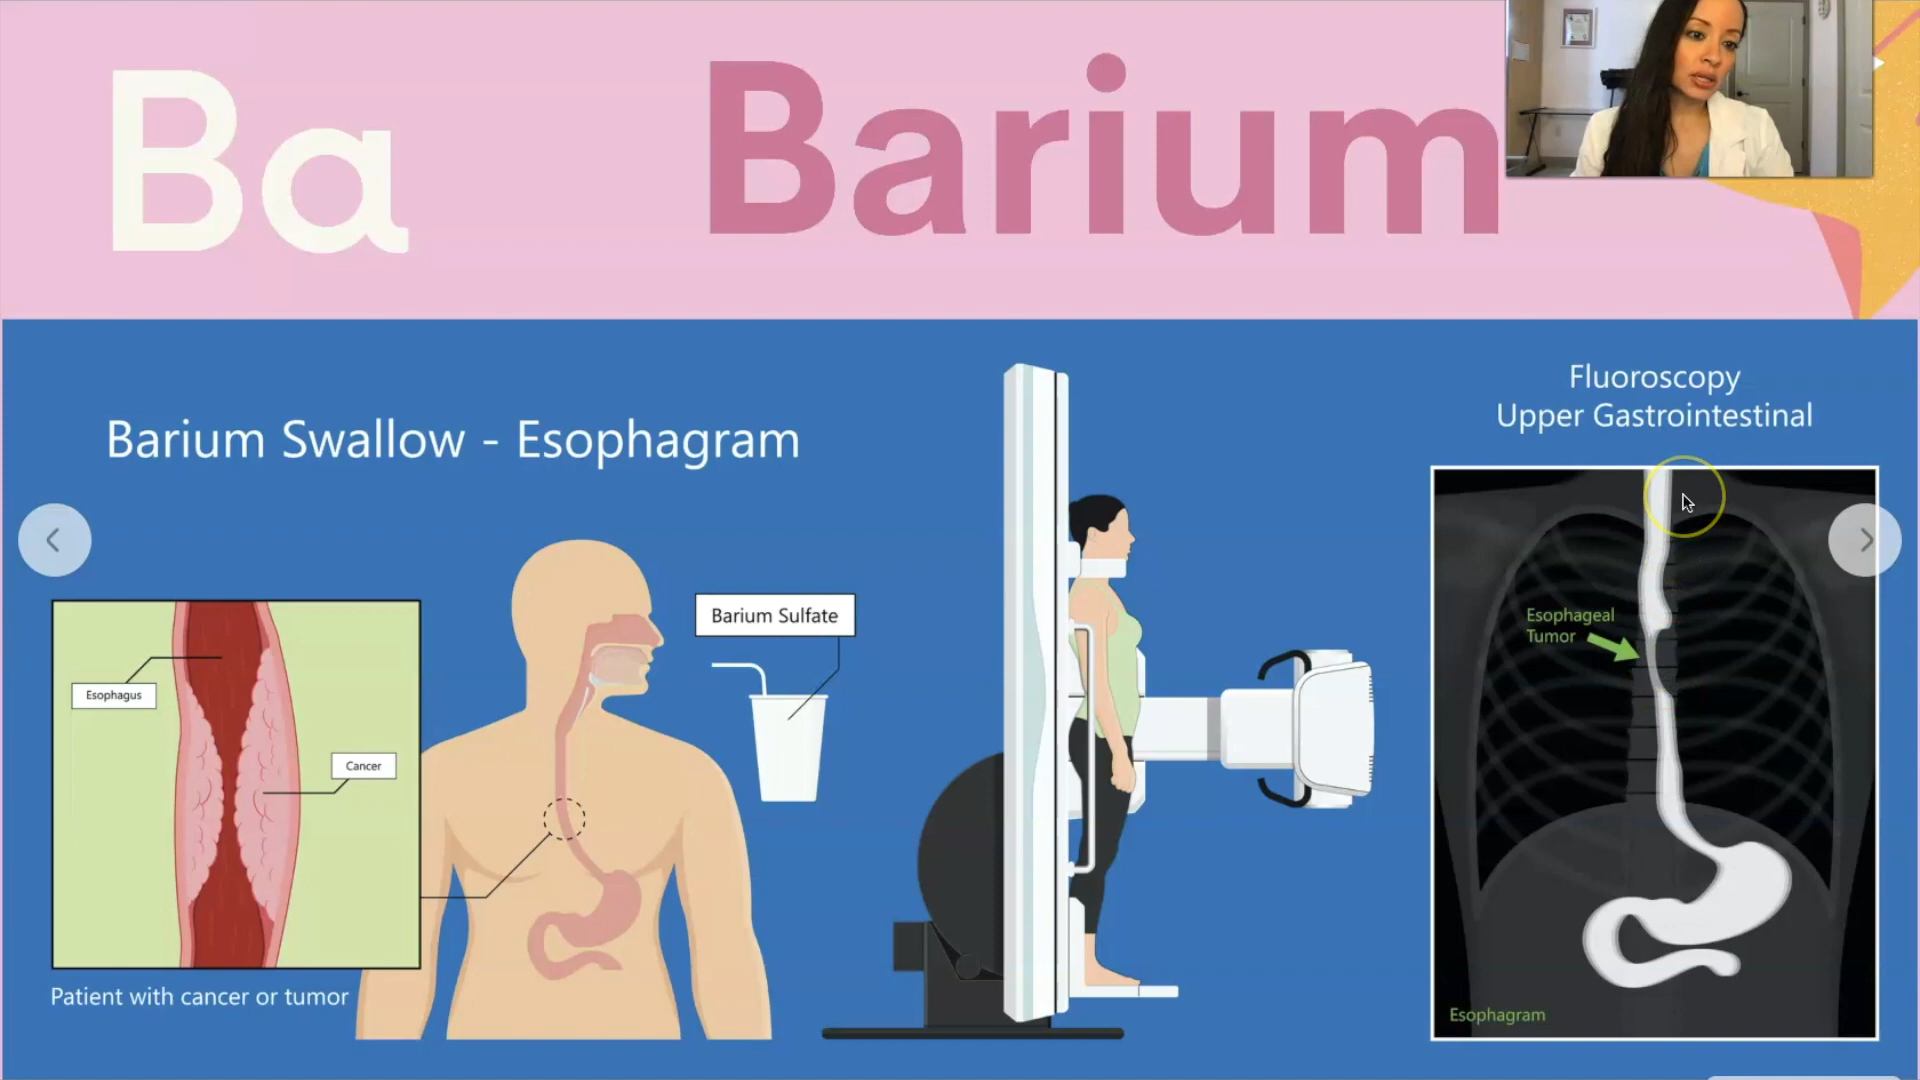 Ba
Barium
Barium Swallow - Esophagram
Fluoroscopy
Upper Gastrointestinal
Barium Sulfate
Esophagus
Cancer
Patient with cancer or tumor
Esophageal
Tumor
Esophagram